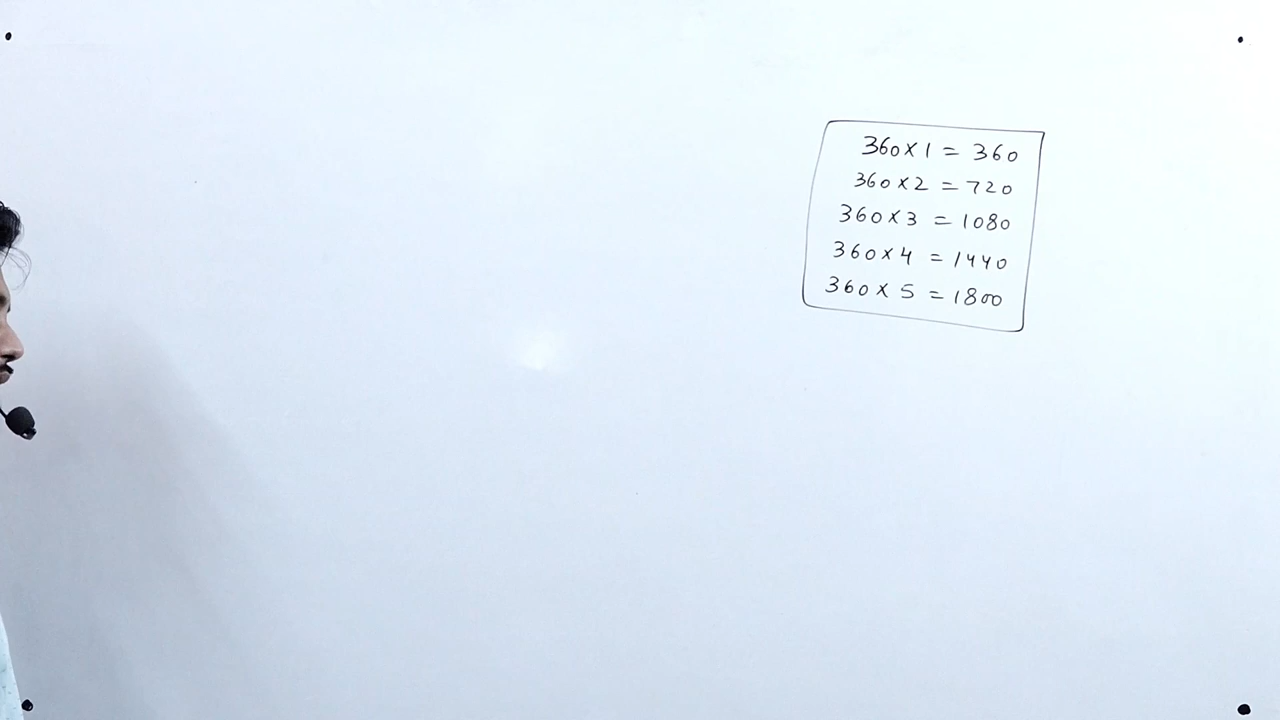 360 × 1 = 360
360 × 2 = 720
360 × 3 = 1080
360 × 4 = 1440
360 × 5 = 1800